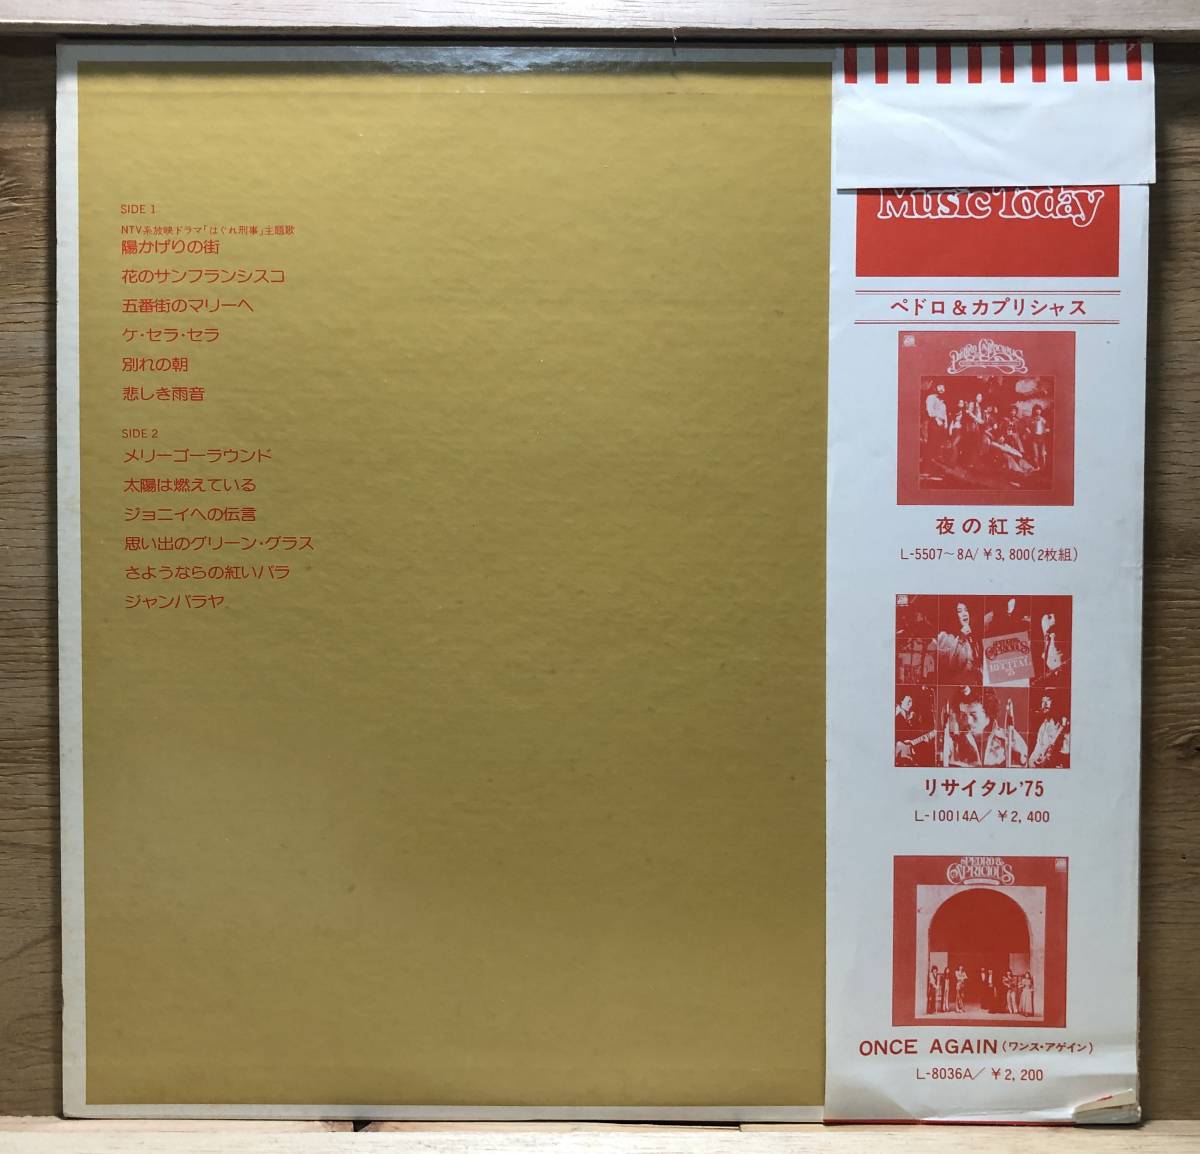 SIDE 1
NTV系放映ドラマ「はぐれ刑事」主題歌
陽かげりの街
花のサンフランシスコ
五番街のマリーへ
ケ・セラ・セラ
別れの朝
悲しき雨音
SIDE 2
メリーゴーラウンド
太陽は燃えている
ジョニイへの伝言
思い出のグリーン・グラス
さようならの紅いバラ
ジャンバラヤ
Music Today
ペドロ&カプリシャス
PEDRO & CAPRICIOUS
夜の紅茶
L-5507〜8A/¥3,800(2枚組)
PEDRO & CAPRICIOUS
RECITAL
リサイタル'75
L-10014A/¥2,400
PEDRO &
CAPRICIOUS
ONCE AGAIN(ワンス・アゲイン)
L-8036A/¥2,200